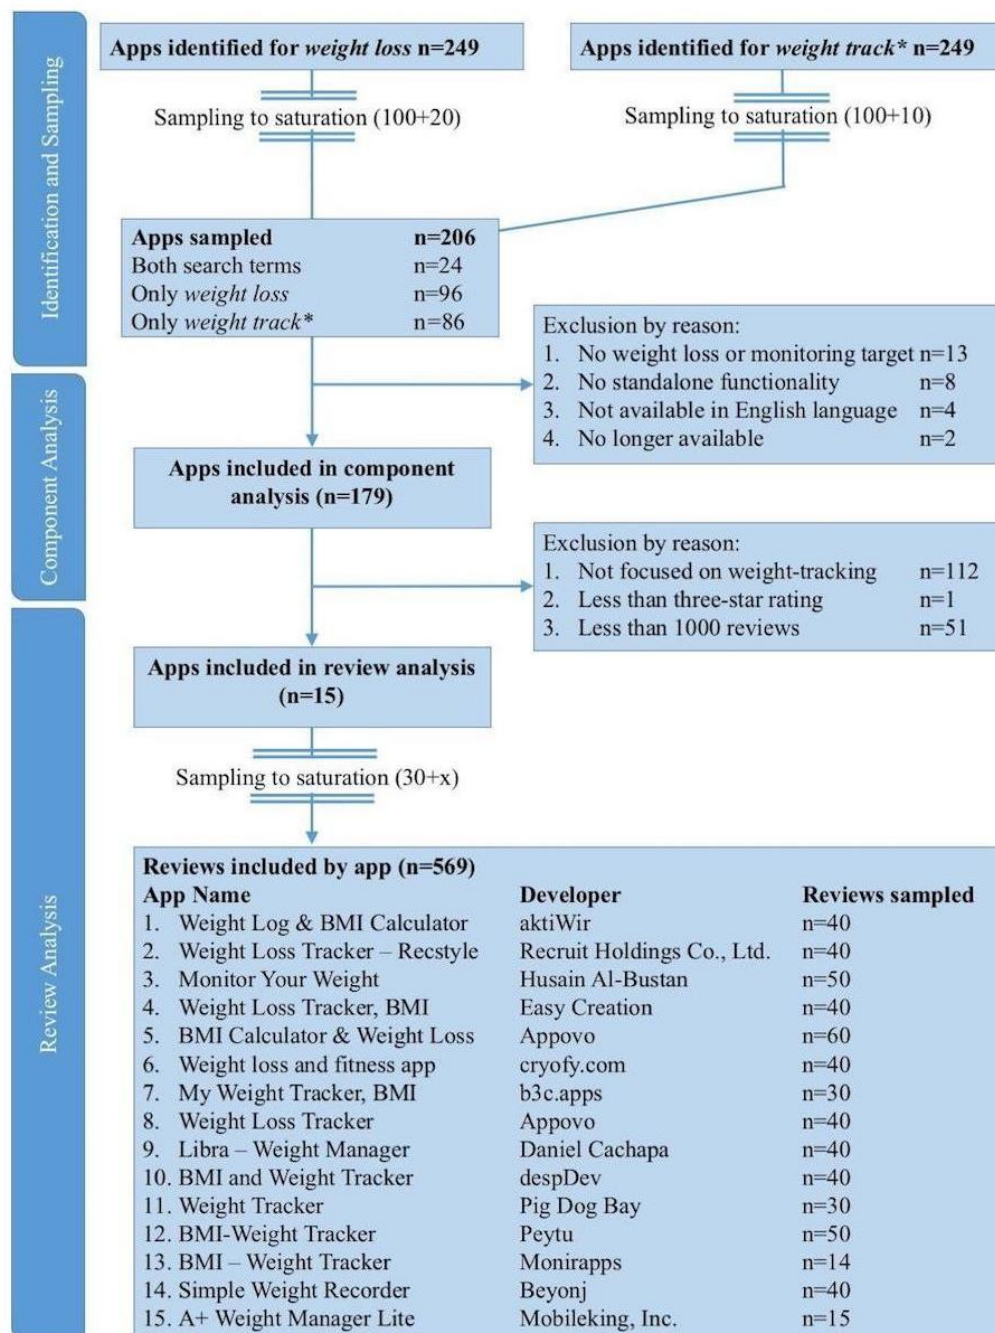 Identification and Sampling
Apps identified for weight loss n=249
Apps identified for weight track* n=249
Sampling to saturation (100+20)
Sampling to saturation (100+10)
Apps sampled n=206
Both search terms n=24
Only weight loss n=96
Only weight track* n=86
Exclusion by reason:
1. No weight loss or monitoring target n=13
2. No standalone functionality n=8
3. Not available in English language n=4
4. No longer available n=2
Component Analysis
Apps included in component
analysis (n=179)
Exclusion by reason:
1. Not focused on weight-tracking n=112
2. Less than three-star rating n=1
3. Less than 1000 reviews n=51
Review Analysis
Apps included in review analysis
(n=15)
Sampling to saturation (30+x)
Reviews included by app (n=569)
App Name Developer Reviews sampled
1. Weight Log & BMI Calculator aktiWir n=40
2. Weight Loss Tracker – Recstyle Recruit Holdings Co., Ltd. n=40
3. Monitor Your Weight Husain Al-Bustan n=50
4. Weight Loss Tracker, BMI Easy Creation n=40
5. BMI Calculator & Weight Loss Appovo n=60
6. Weight loss and fitness app cryofy.com n=40
7. My Weight Tracker, BMI b3c.apps n=30
8. Weight Loss Tracker Appovo n=40
9. Libra – Weight Manager Daniel Cachapa n=40
10. BMI and Weight Tracker despDev n=40
11. Weight Tracker Pig Dog Bay n=30
12. BMI-Weight Tracker Peytu n=50
13. BMI – Weight Tracker Monirapps n=14
14. Simple Weight Recorder Beyonj n=40
15. A+ Weight Manager Lite Mobileking, Inc. n=15